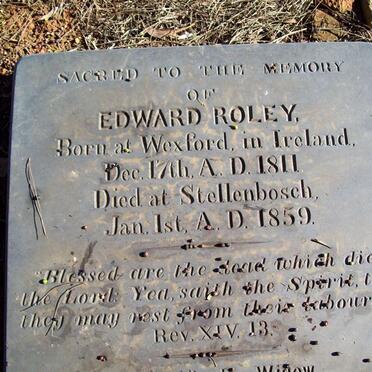 SACRED TO THE MEMORY
OF
EDWARD ROLEY,
Born at Wexford, in Ireland,
Dec. 17th, A. D. 1811.
Died at Stellenbosch,
Jan. 1st, A. D. 1859.
"Blessed are the dead which die
the Lord: Yea, saith the Spirit, t
they may rest from their labour
Rev. XIV. 13.
Widow